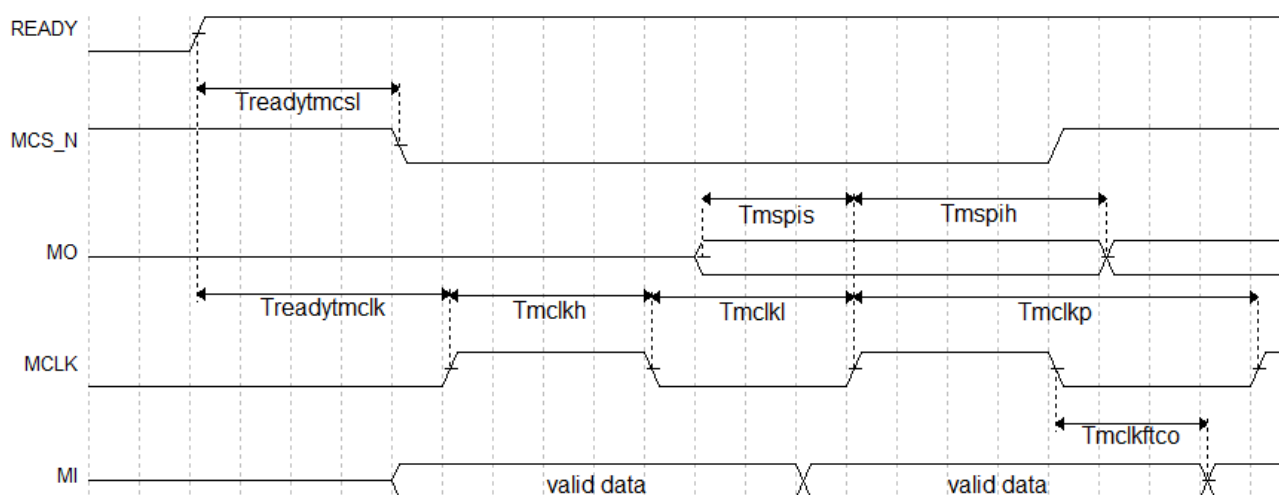 READY
Treadytmcsl
MCS_N
Tmspis Tmspih
MO
Treadytmclk Tmclkh Tmclkl Tmclkp
MCLK
Tmclkftco
MI valid data valid data